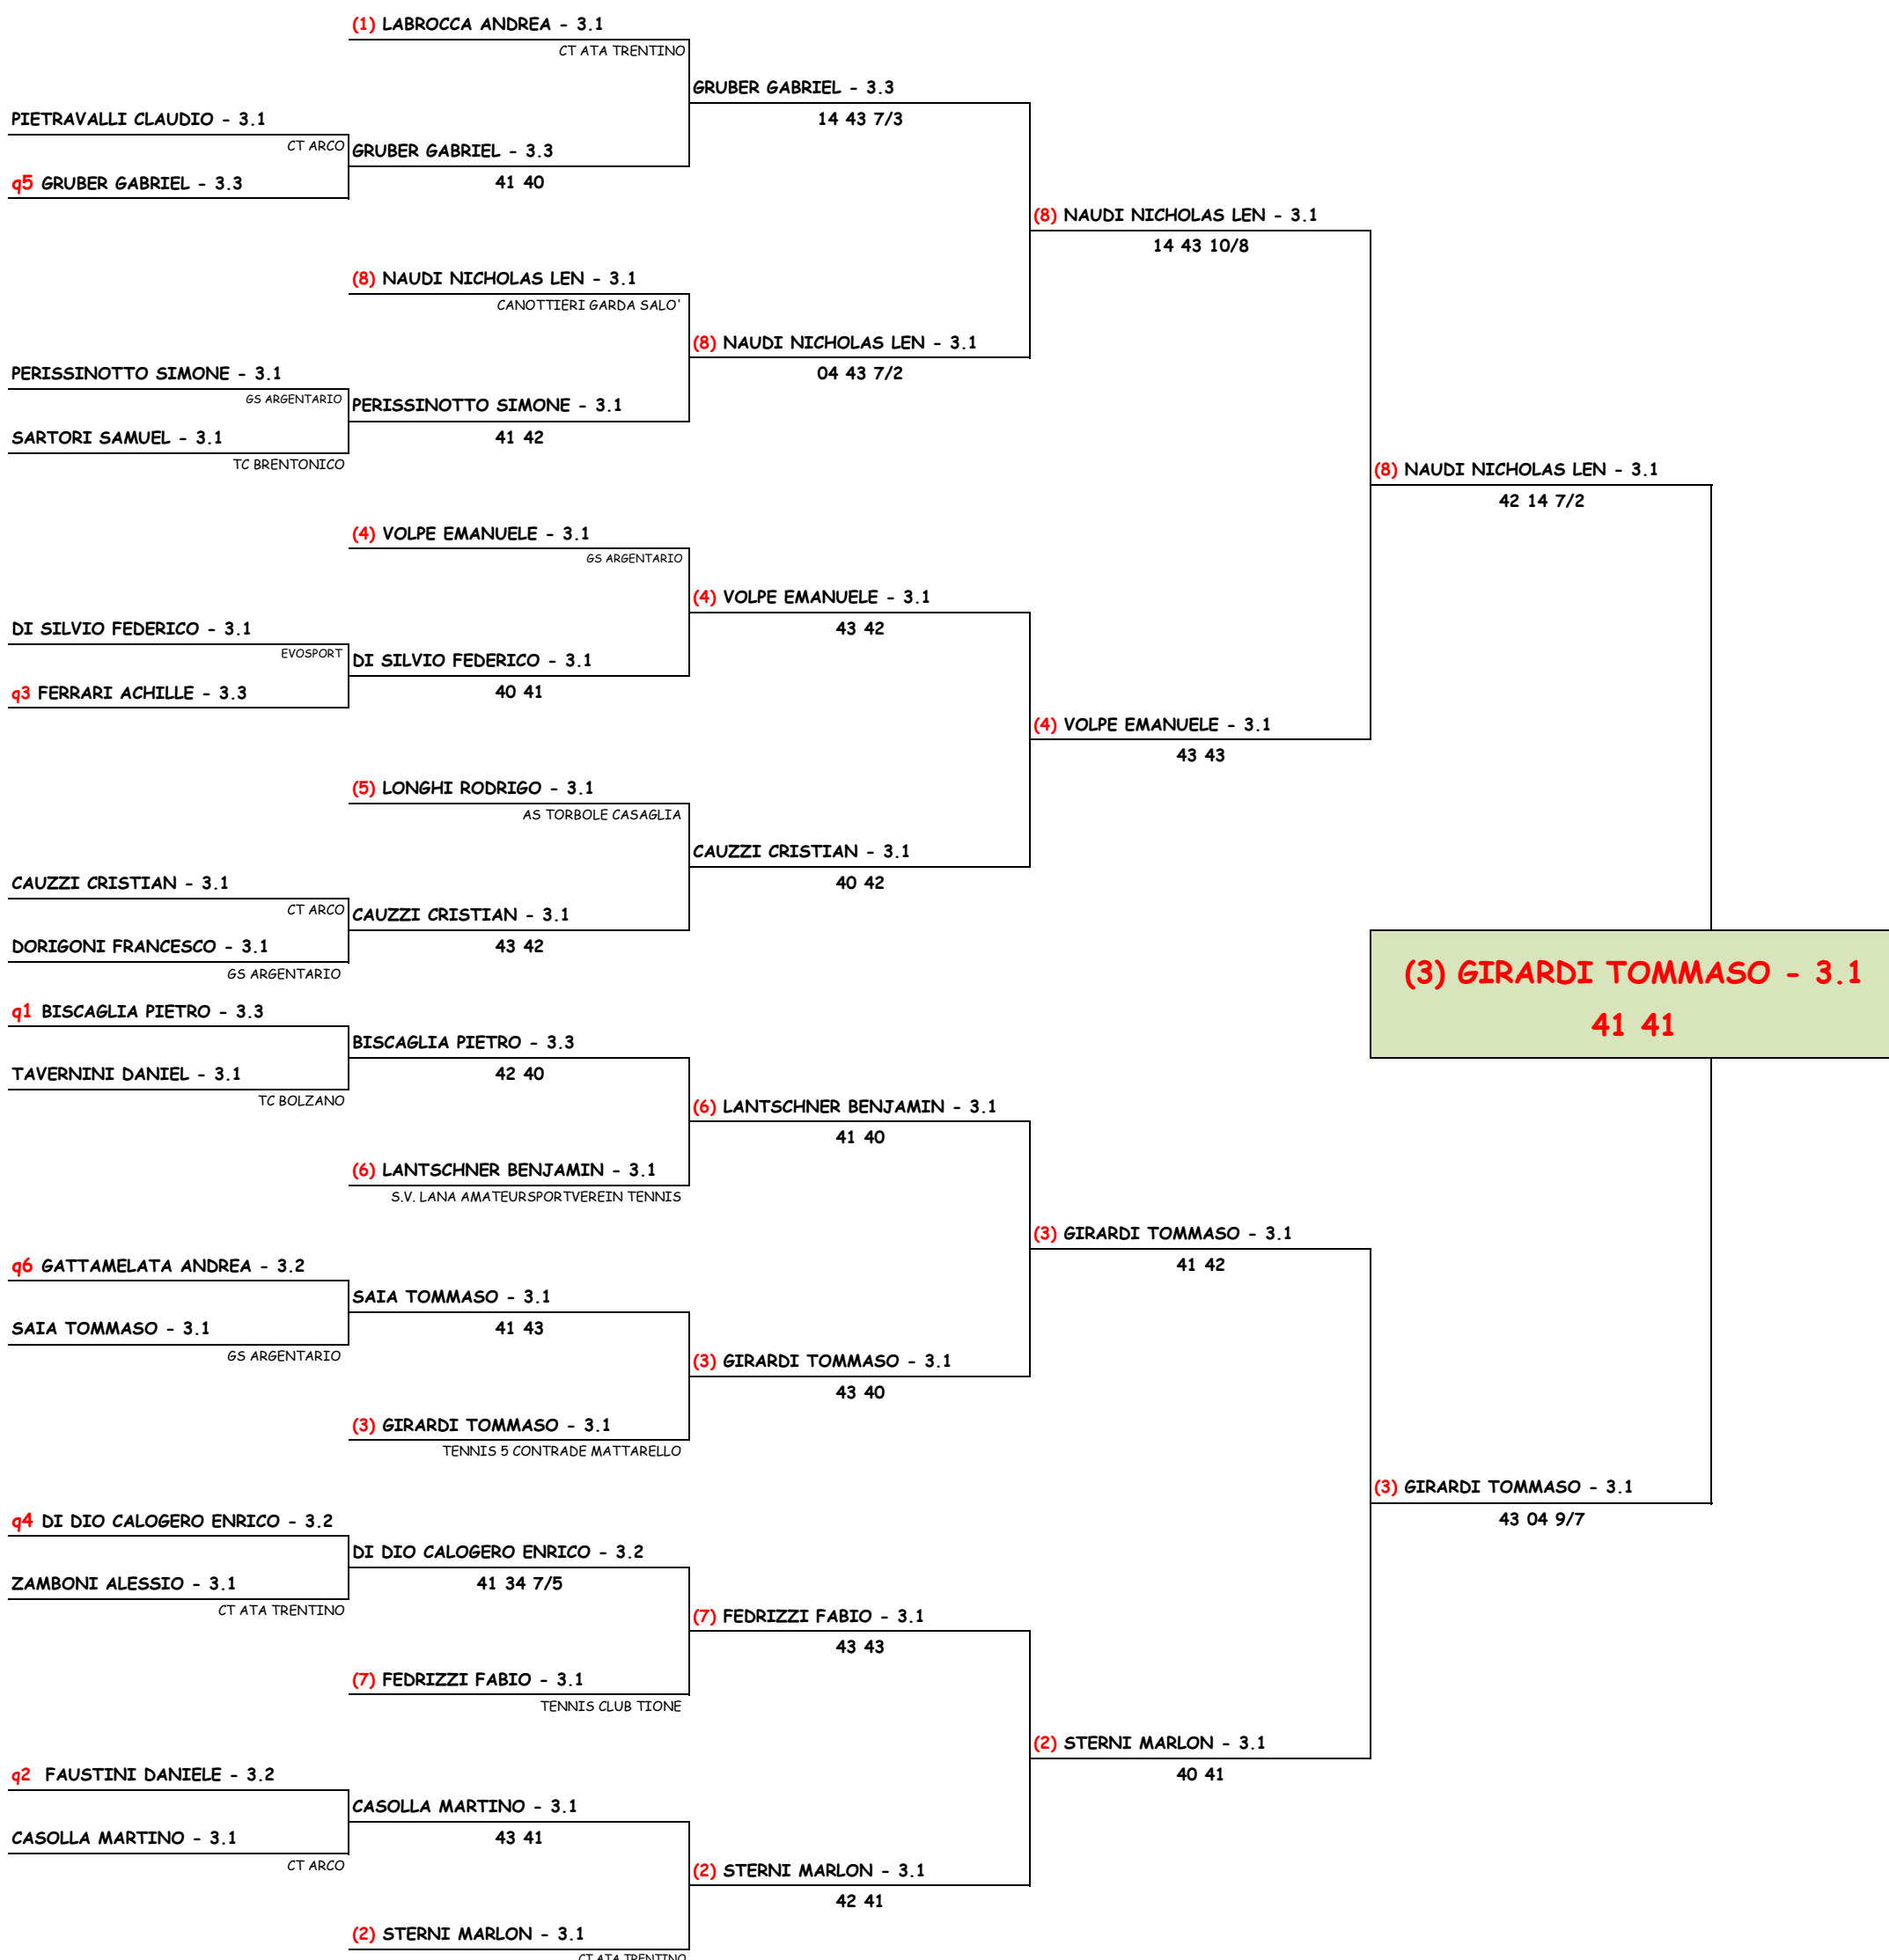 (1) LABROCCA ANDREA - 3.1
CT ATA TRENTINO
GRUBER GABRIEL - 3.3
14 43 7/3
PIETRAVALLI CLAUDIO - 3.1
CT ARCO
GRUBER GABRIEL - 3.3
41 40
q5 GRUBER GABRIEL - 3.3
(8) NAUDI NICHOLAS LEN - 3.1
14 43 10/8
(8) NAUDI NICHOLAS LEN - 3.1
CANOTTIERI GARDA SALO'
(8) NAUDI NICHOLAS LEN - 3.1
04 43 7/2
PERISSINOTTO SIMONE - 3.1
GS ARGENTARIO
PERISSINOTTO SIMONE - 3.1
41 42
SARTORI SAMUEL - 3.1
TC BRENTONICO
(8) NAUDI NICHOLAS LEN - 3.1
42 14 7/2
(4) VOLPE EMANUELE - 3.1
GS ARGENTARIO
(4) VOLPE EMANUELE - 3.1
43 42
DI SILVIO FEDERICO - 3.1
EVOSPORT
DI SILVIO FEDERICO - 3.1
40 41
q3 FERRARI ACHILLE - 3.3
(4) VOLPE EMANUELE - 3.1
43 43
(5) LONGHI RODRIGO - 3.1
AS TORBOLE CASAGLIA
CAUZZI CRISTIAN - 3.1
40 42
CAUZZI CRISTIAN - 3.1
CT ARCO
CAUZZI CRISTIAN - 3.1
43 42
DORIGONI FRANCESCO - 3.1
GS ARGENTARIO
(3) GIRARDI TOMMASO - 3.1
41 41
q1 BISCAGLIA PIETRO - 3.3
BISCAGLIA PIETRO - 3.3
42 40
TAVERNINI DANIEL - 3.1
TC BOLZANO
(6) LANTSCHNER BENJAMIN - 3.1
41 40
(6) LANTSCHNER BENJAMIN - 3.1
S.V. LANA AMATEURSPORTVEREIN TENNIS
(3) GIRARDI TOMMASO - 3.1
41 42
q6 GATTAMELATA ANDREA - 3.2
SAIA TOMMASO - 3.1
41 43
SAIA TOMMASO - 3.1
GS ARGENTARIO
(3) GIRARDI TOMMASO - 3.1
43 40
(3) GIRARDI TOMMASO - 3.1
TENNIS 5 CONTRADE MATTARELLO
(3) GIRARDI TOMMASO - 3.1
43 04 9/7
q4 DI DIO CALOGERO ENRICO - 3.2
DI DIO CALOGERO ENRICO - 3.2
41 34 7/5
ZAMBONI ALESSIO - 3.1
CT ATA TRENTINO
(7) FEDRIZZI FABIO - 3.1
43 43
(7) FEDRIZZI FABIO - 3.1
TENNIS CLUB TIONE
(2) STERNI MARLON - 3.1
40 41
q2 FAUSTINI DANIELE - 3.2
CASOLLA MARTINO - 3.1
43 41
CASOLLA MARTINO - 3.1
CT ARCO
(2) STERNI MARLON - 3.1
42 41
(2) STERNI MARLON - 3.1
CT ATA TRENTINO